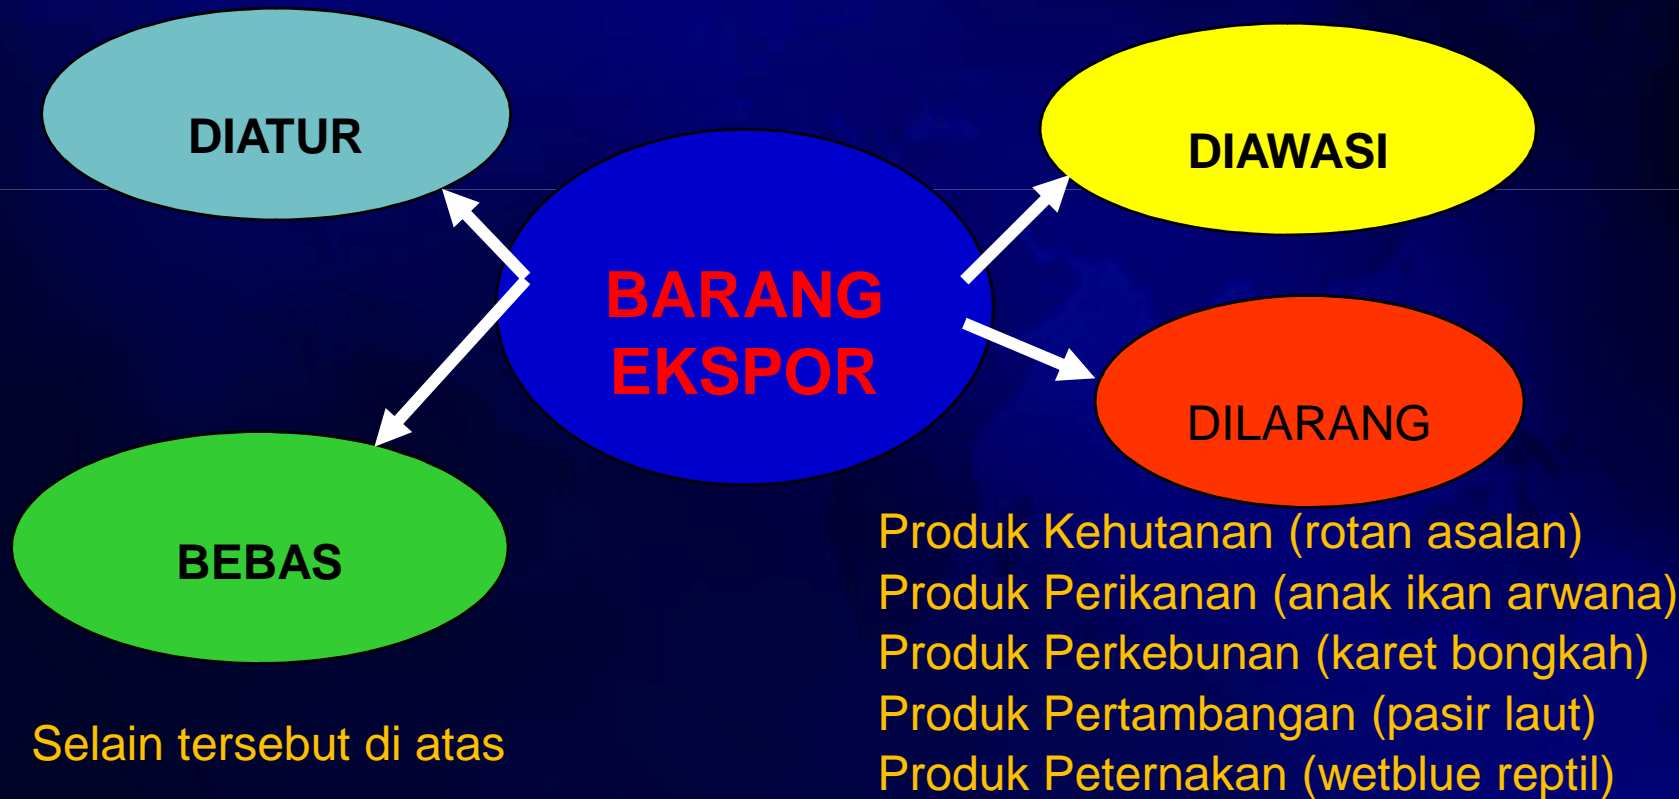 DIATUR
DIAWASI
BARANG
EKSPOR
DILARANG
BEBAS
Produk Kehutanan (rotan asalan)
Produk Perikanan (anak ikan arwana)
Produk Perkebunan (karet bongkah)
Produk Pertambangan (pasir laut)
Produk Peternakan (wetblue reptil)
Selain tersebut di atas